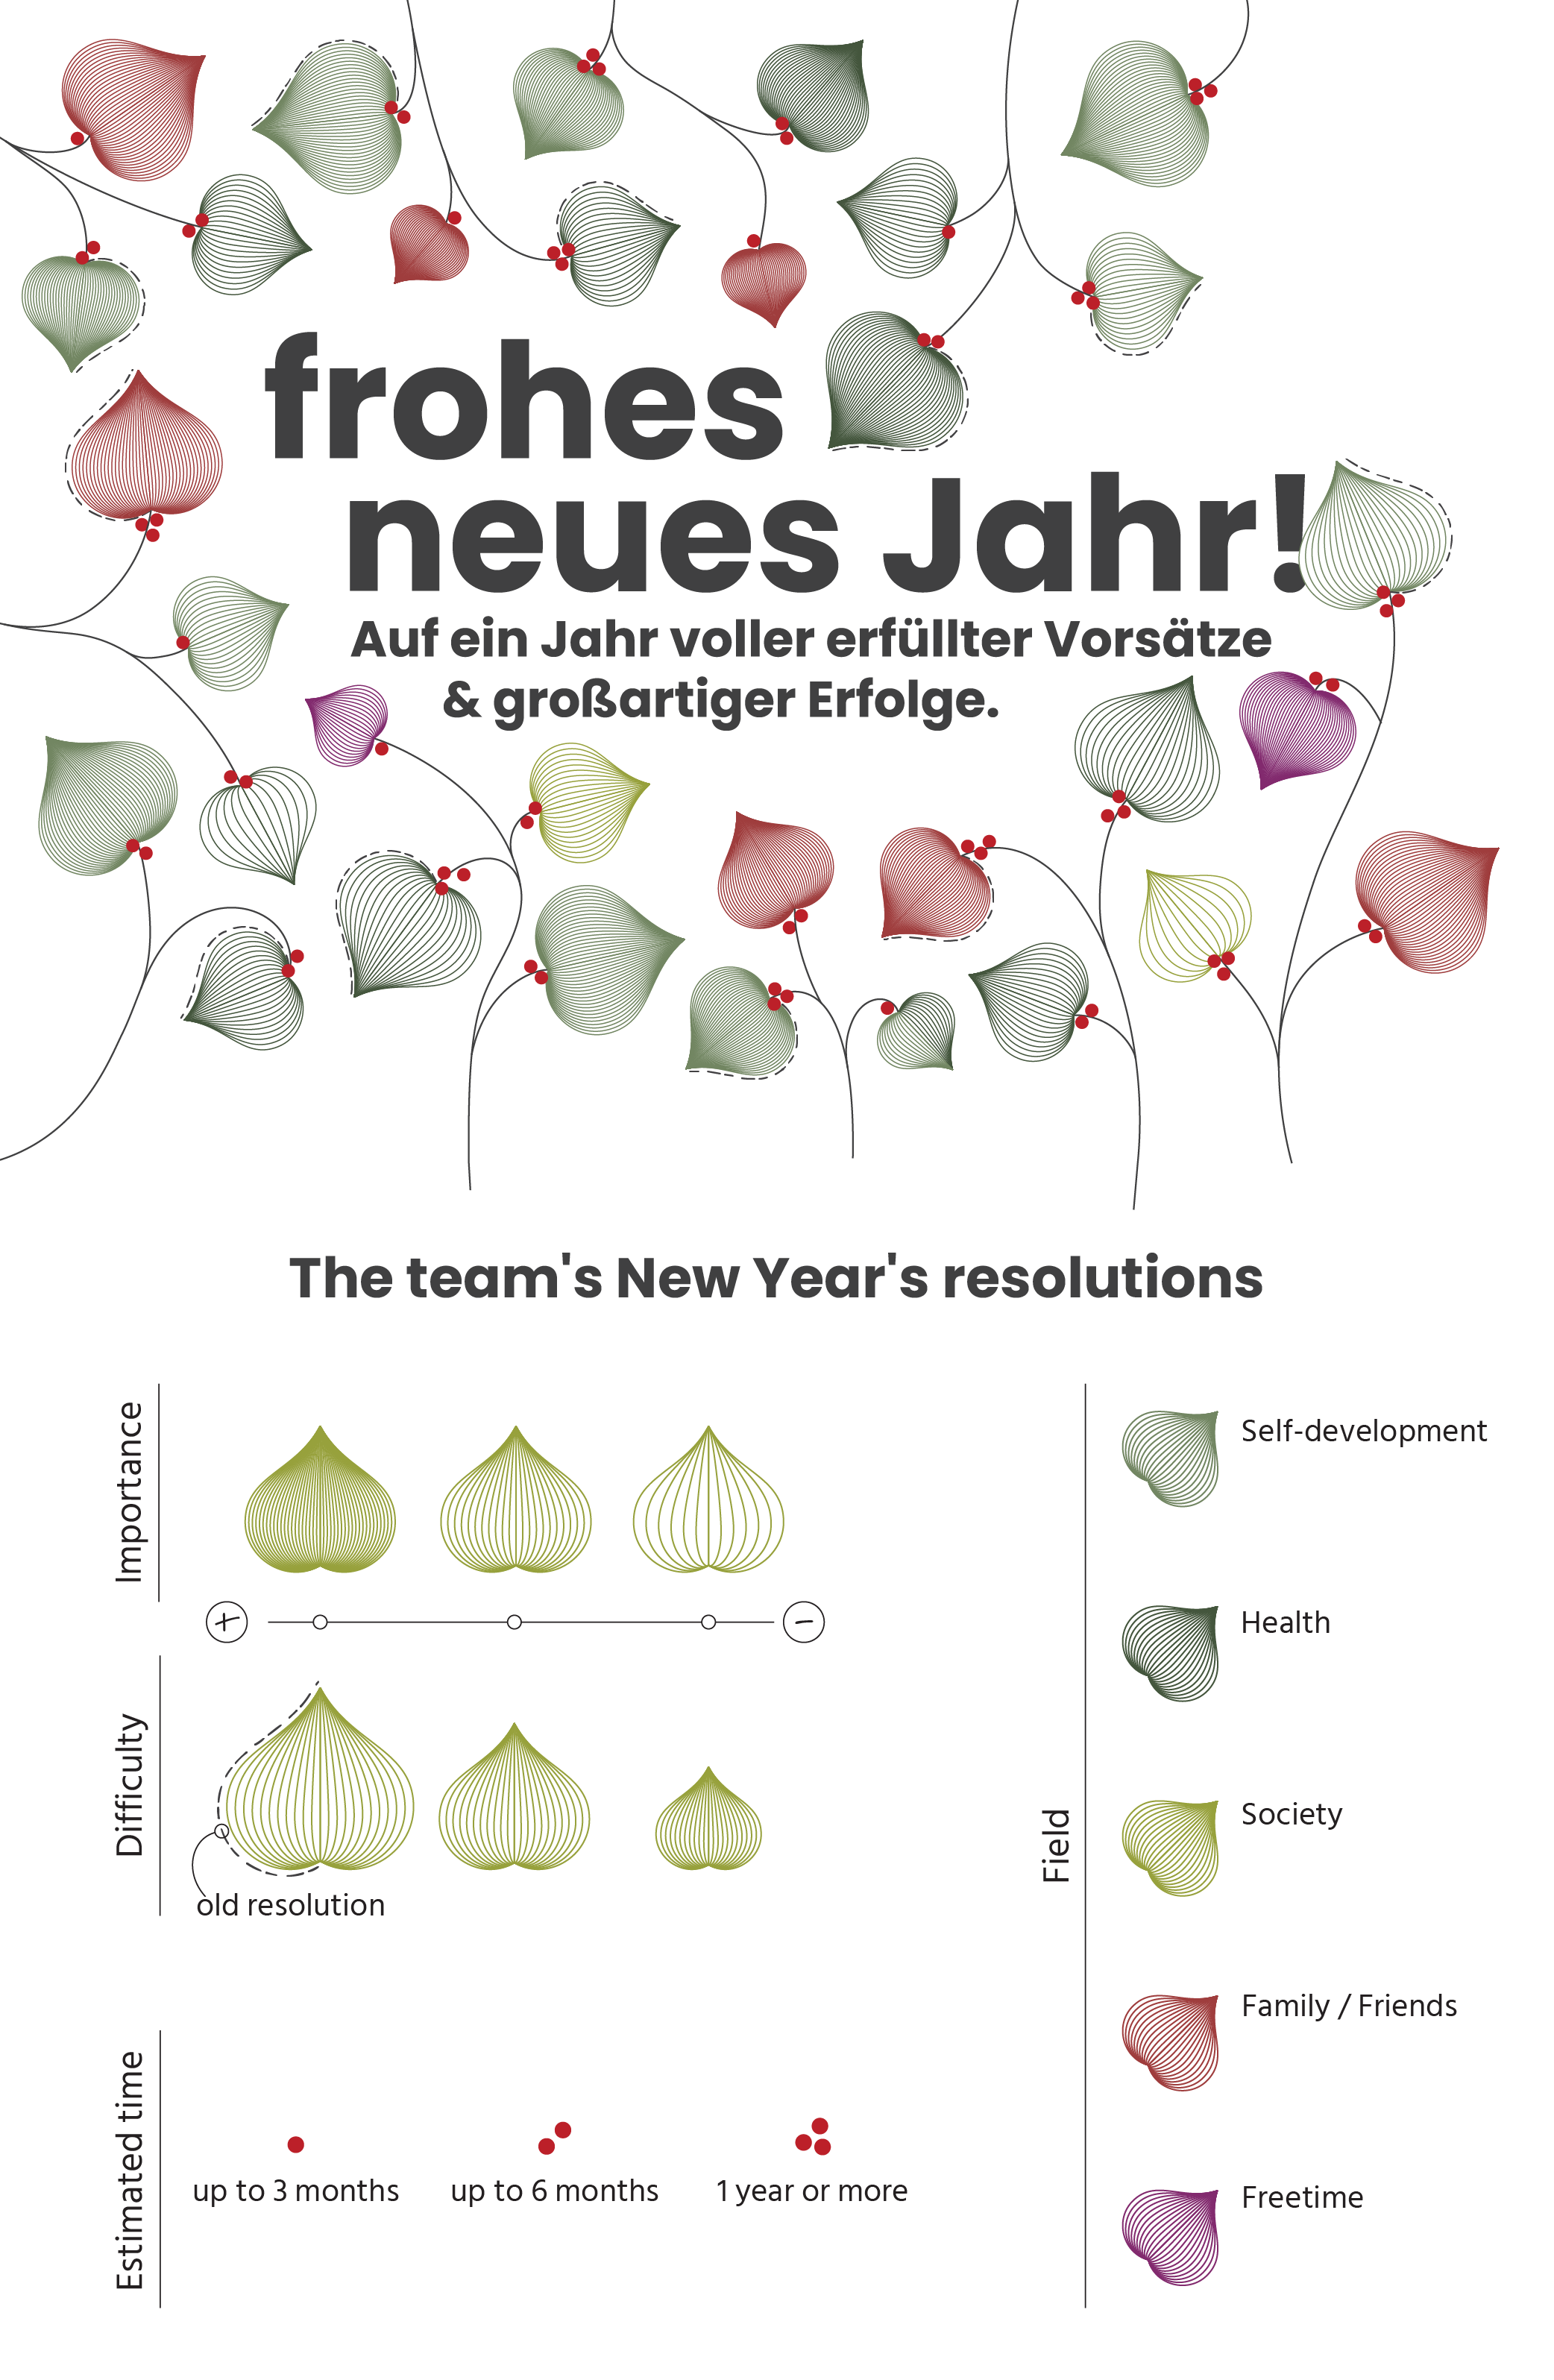 frohes
neues Jahr!
Auf ein Jahr voller erfüllter Vorsätze
& großartiger Erfolge.
The team's New Year's resolutions
Importance
+
−
Difficulty
old resolution
Estimated time
up to 3 months
up to 6 months
1 year or more
Field
Self-development
Health
Society
Family / Friends
Freetime